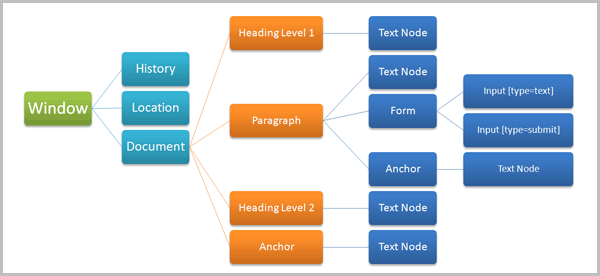 Window
History
Location
Document
Heading Level 1
Text Node
Paragraph
Text Node
Form
Input [type=text]
Input [type=submit]
Anchor
Text Node
Heading Level 2
Text Node
Anchor
Text Node